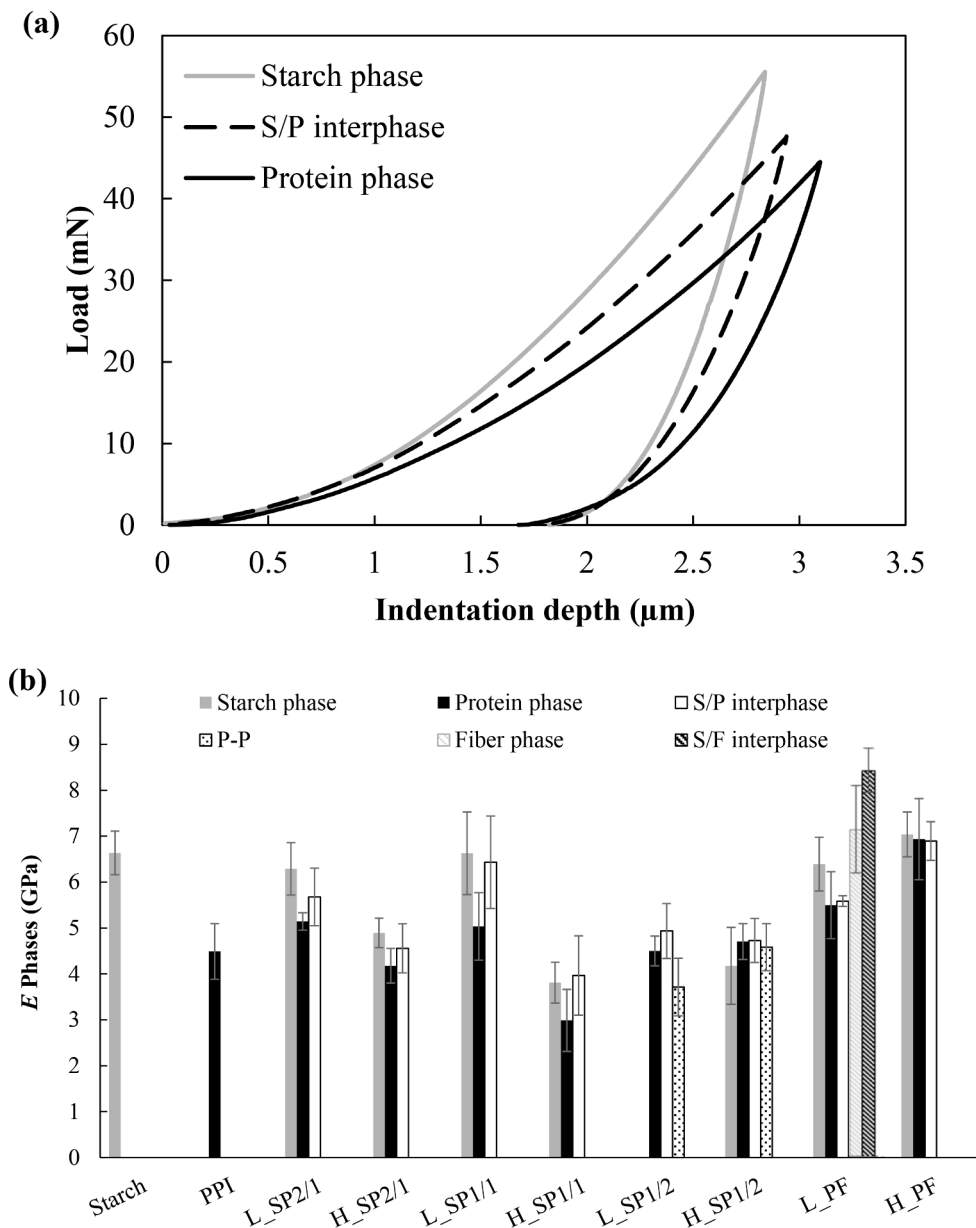 (a)
60
50
40
30
20
10
0
Load (mN)
Starch phase
S/P interphase
Protein phase
0 0.5 1 1.5 2 2.5 3 3.5
Indentation depth (μm)
(b)
10
9
8
7
6
5
4
3
2
1
0
E Phases (GPa)
Starch phase Protein phase S/P interphase
P-P Fiber phase S/F interphase
Starch PPI L_SP2/1 H_SP2/1 L_SP1/1 H_SP1/1 L_SP1/2 H_SP1/2 L_PF H_PF